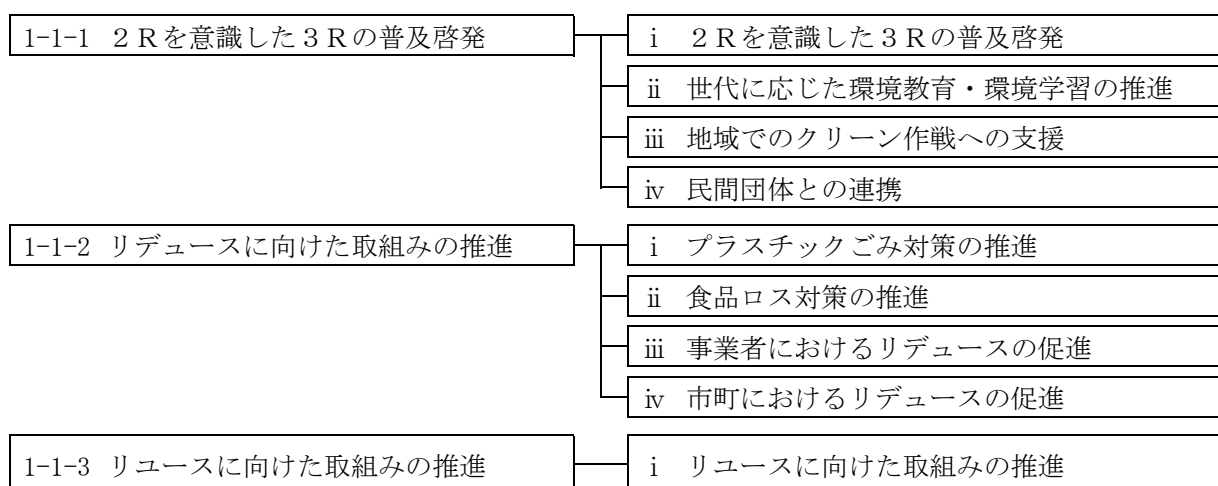 1-1-1 ２Ｒを意識した３Ｒの普及啓発
ⅰ ２Ｒを意識した３Ｒの普及啓発
ⅱ 世代に応じた環境教育・環境学習の推進
ⅲ 地域でのクリーン作戦への支援
ⅳ 民間団体との連携
1-1-2 リデュースに向けた取組みの推進
ⅰ プラスチックごみ対策の推進
ⅱ 食品ロス対策の推進
ⅲ 事業者におけるリデュースの促進
ⅳ 市町におけるリデュースの促進
1-1-3 リユースに向けた取組みの推進
ⅰ リユースに向けた取組みの推進